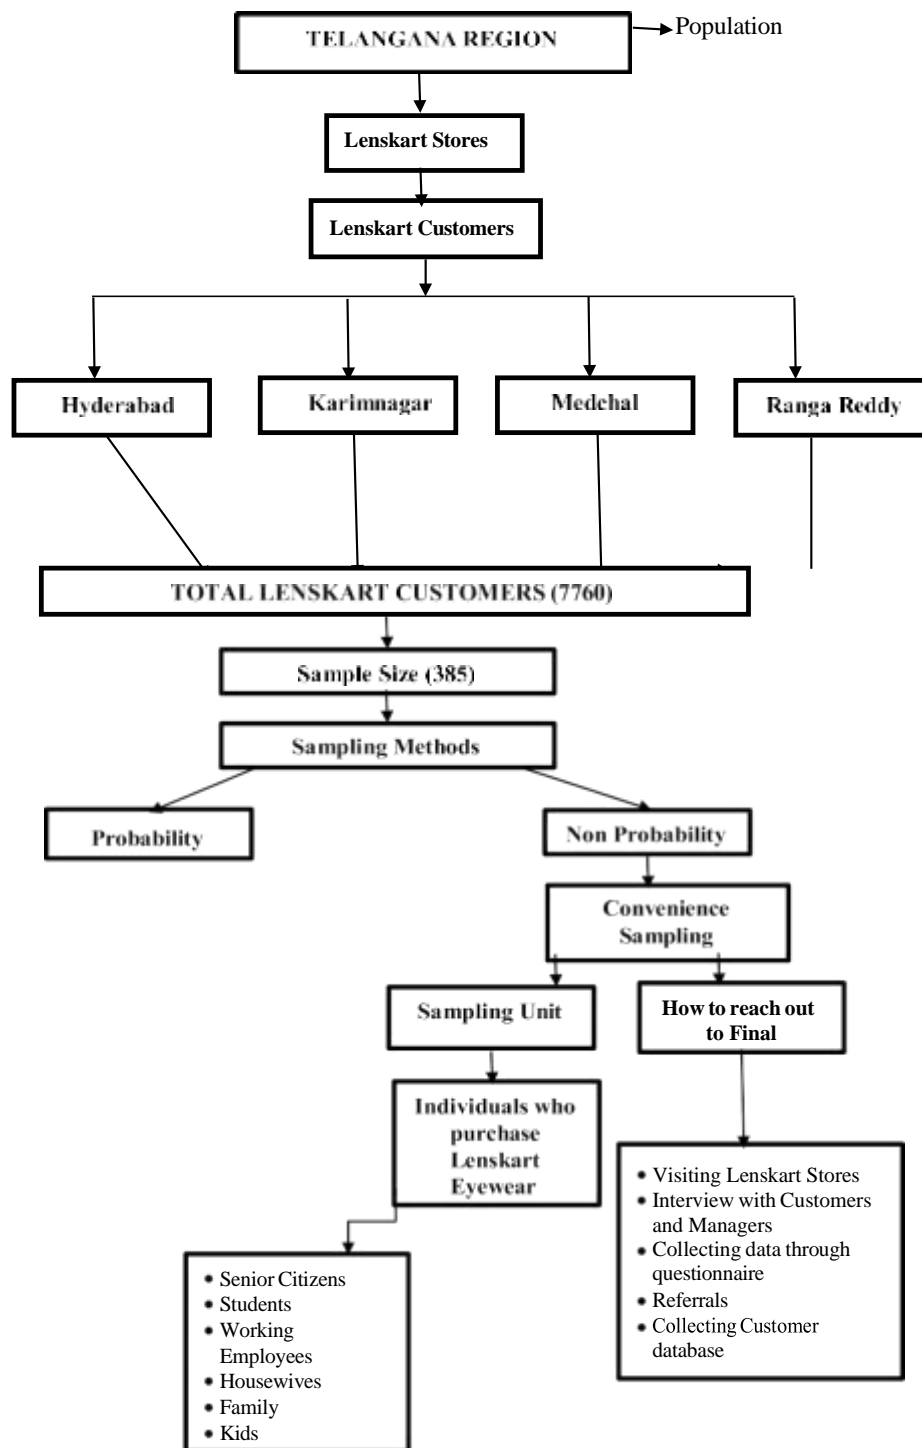 TELANGANA REGION
Population
Lenskart Stores
Lenskart Customers
Hyderabad
Karimnagar
Medchal
Ranga Reddy
TOTAL LENSKART CUSTOMERS (7760)
Sample Size (385)
Sampling Methods
Probability
Non Probability
Convenience
Sampling
Sampling Unit
How to reach out
to Final
Individuals who
purchase
Lenskart
Eyewear
• Visiting Lenskart Stores
• Interview with Customers
and Managers
• Collecting data through
questionnaire
• Referrals
• Collecting Customer
database
• Senior Citizens
• Students
• Working
Employees
• Housewives
• Family
• Kids